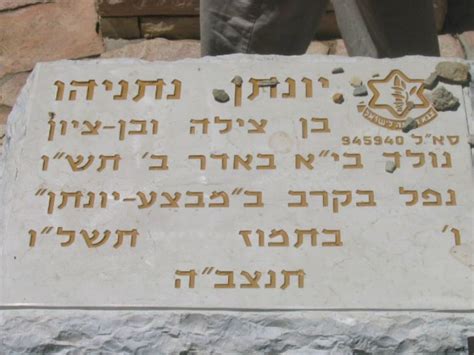 יונתן נתניהו
בן צילה ובן-ציון
סא"ל 945940
נולד בי"א באדר ב' תש"ו
נפל בקרב ב"מבצע-יונתן"
ו' בתמוז תשל"ו
תנצב"ה